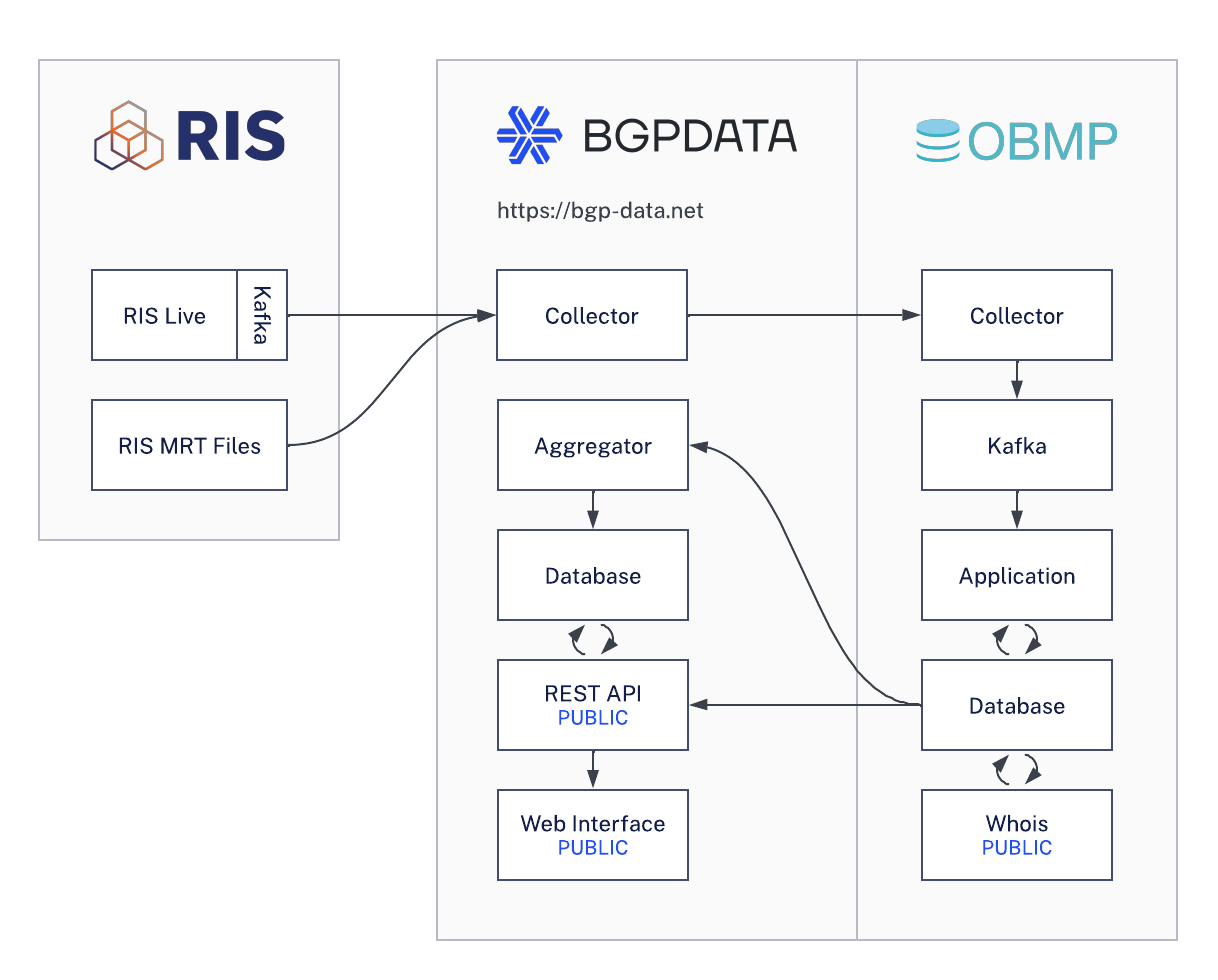 RIS
RIS Live
Kafka
RIS MRT Files
BGPDATA
https://bgp-data.net
Collector
Aggregator
Database
REST API
PUBLIC
Web Interface
PUBLIC
OBMP
Collector
Kafka
Application
Database
Whois
PUBLIC